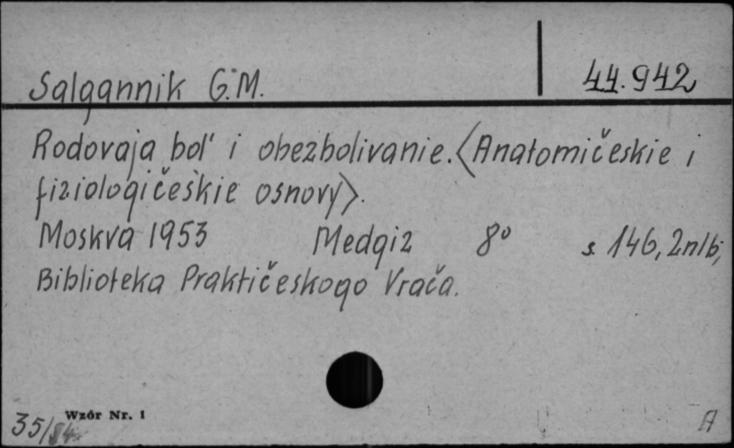 Salgannik G.M. 44.942
Rodovaja bol' i obezbolivanie. <Anatomičeskie i
fiziologičeskie osnovy>.
Moskva 1953 Medgiz 8° s. 146, 2nlb;
Biblioteka Praktičeskogo Vrača.
Wzór Nr. 1
35/54 A